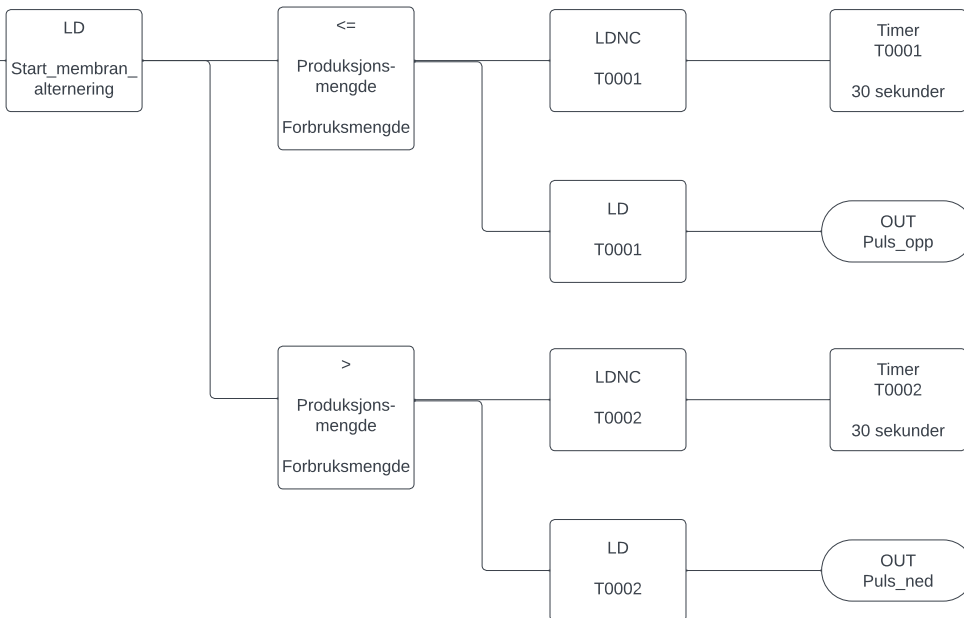 LD
Start_membran_
alternering
<=
Produksjons-
mengde
Forbruksmengde
LDNC
T0001
Timer
T0001
30 sekunder
LD
T0001
OUT
Puls_opp
>
Produksjons-
mengde
Forbruksmengde
LDNC
T0002
Timer
T0002
30 sekunder
LD
T0002
OUT
Puls_ned